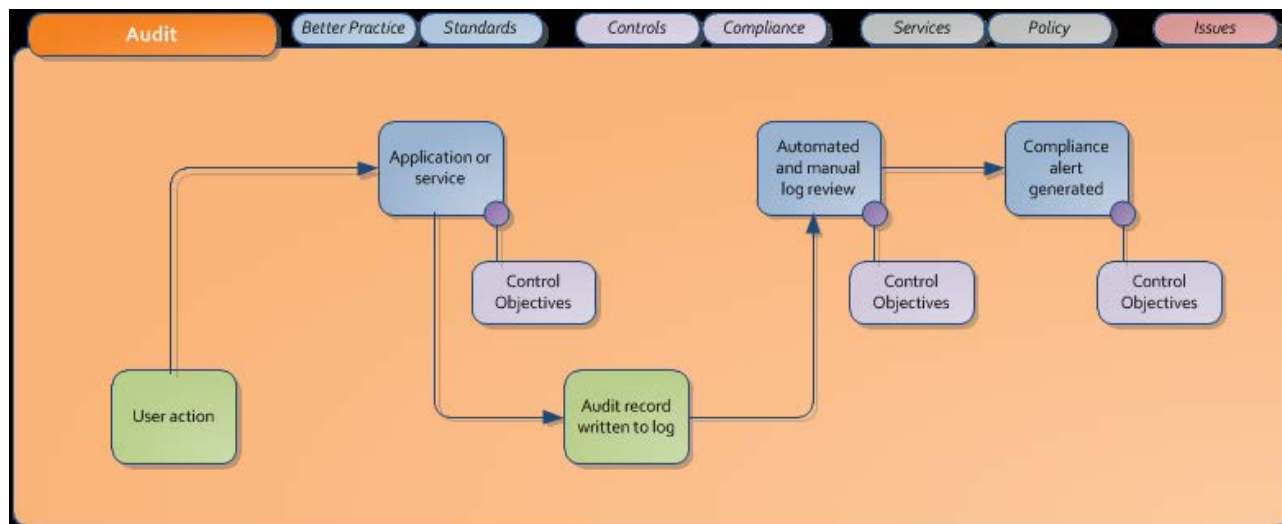 Audit
Better Practice
Standards
Controls
Compliance
Services
Policy
Issues
Application or
service
Automated
and manual
log review
Compliance
alert
generated
Control
Objectives
Control
Objectives
Control
Objectives
User action
Audit record
written to log